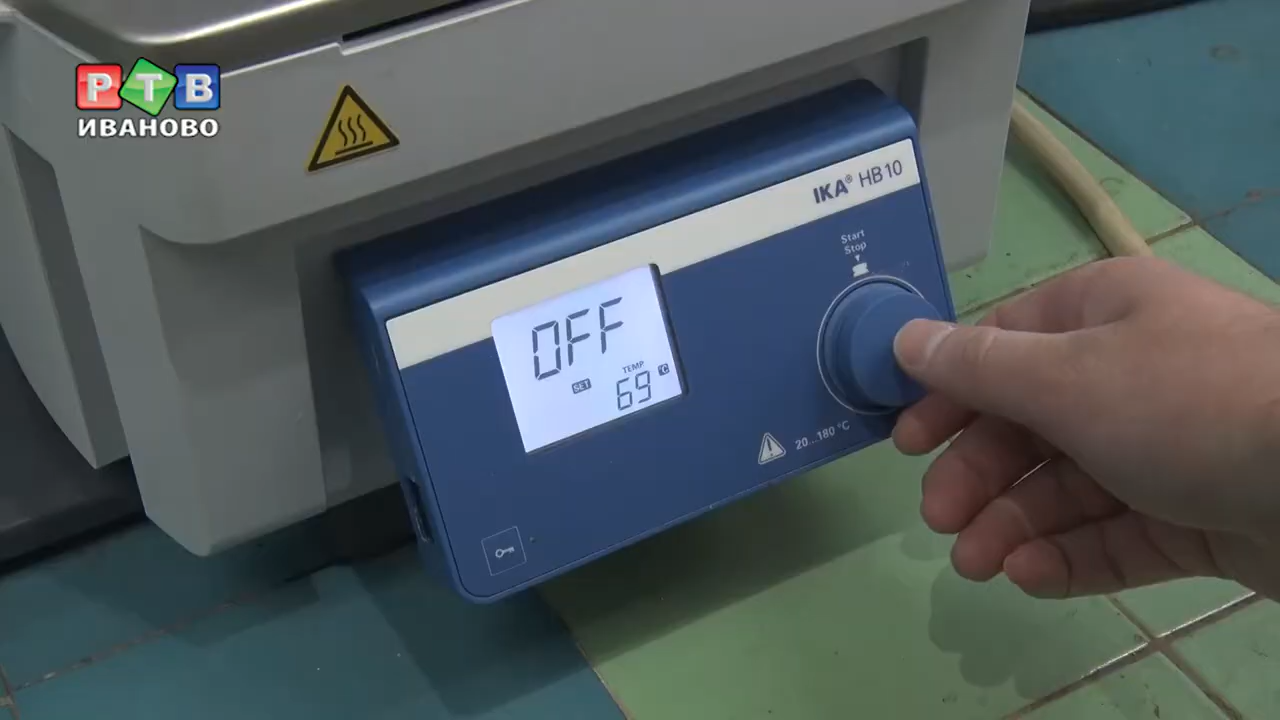 РТВ
ИВАНОВО
IKA® HB10
Start
Stop
OFF
SET
TEMP
69 °C
20...180 °C